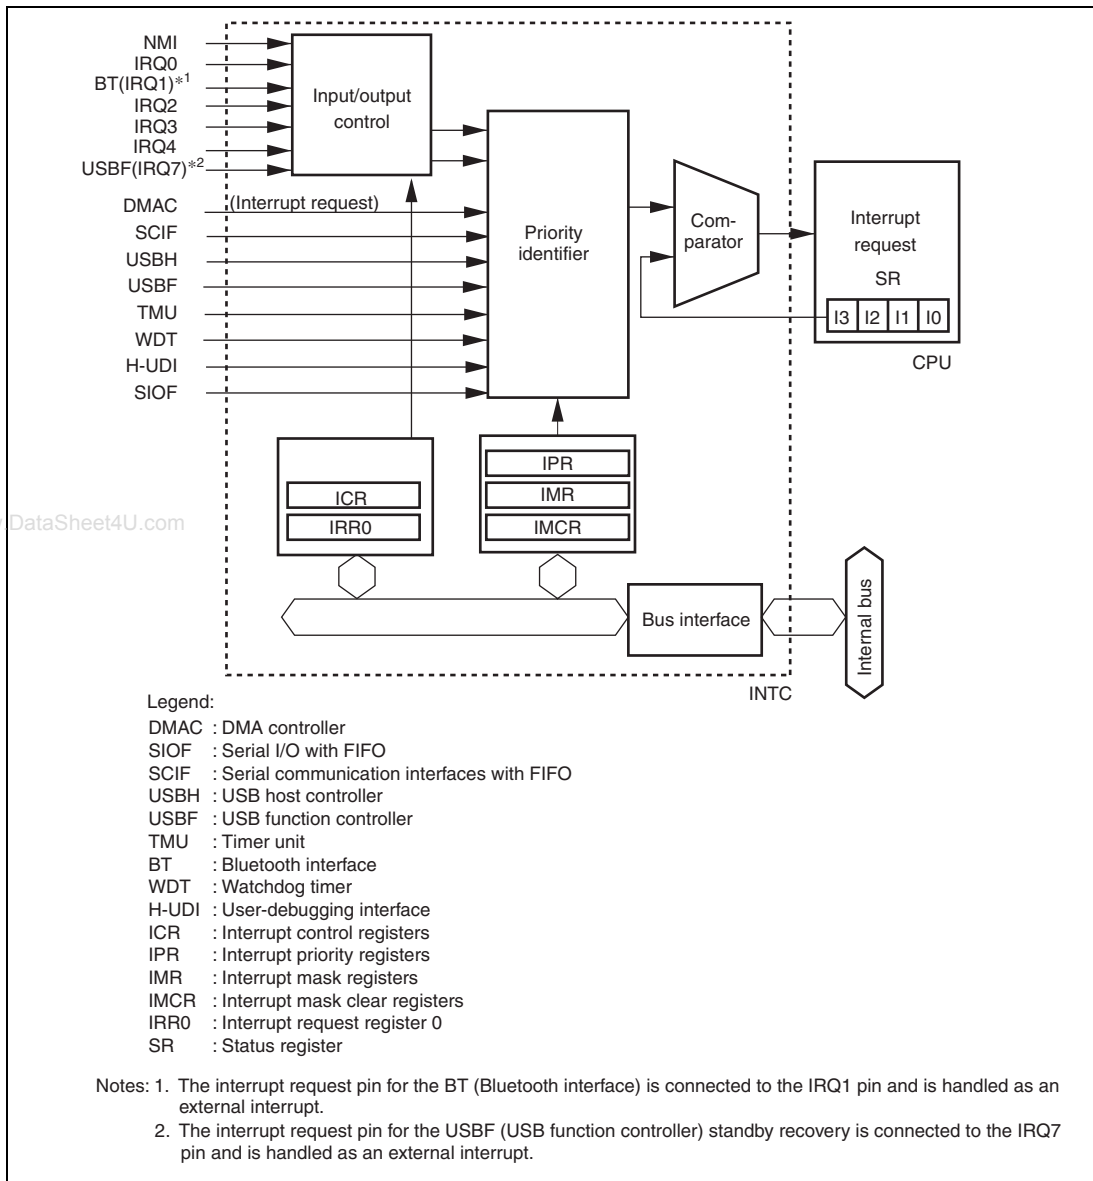 NMI
IRQ0
BT(IRQ1)*1
IRQ2
IRQ3
IRQ4
USBF(IRQ7)*2
Input/output
control
DMAC
(Interrupt request)
SCIF
USBH
USBF
TMU
WDT
H-UDI
SIOF
Priority
identifier
Com-
parator
Interrupt
request
SR
I3 I2 I1 I0
CPU
ICR
IRR0
IPR
IMR
IMCR
.DataSheet4U.com
Bus interface
Internal bus
INTC
Legend:
DMAC : DMA controller
SIOF : Serial I/O with FIFO
SCIF : Serial communication interfaces with FIFO
USBH : USB host controller
USBF : USB function controller
TMU : Timer unit
BT : Bluetooth interface
WDT : Watchdog timer
H-UDI : User-debugging interface
ICR : Interrupt control registers
IPR : Interrupt priority registers
IMR : Interrupt mask registers
IMCR : Interrupt mask clear registers
IRR0 : Interrupt request register 0
SR : Status register
Notes: 1. The interrupt request pin for the BT (Bluetooth interface) is connected to the IRQ1 pin and is handled as an
external interrupt.
2. The interrupt request pin for the USBF (USB function controller) standby recovery is connected to the IRQ7
pin and is handled as an external interrupt.